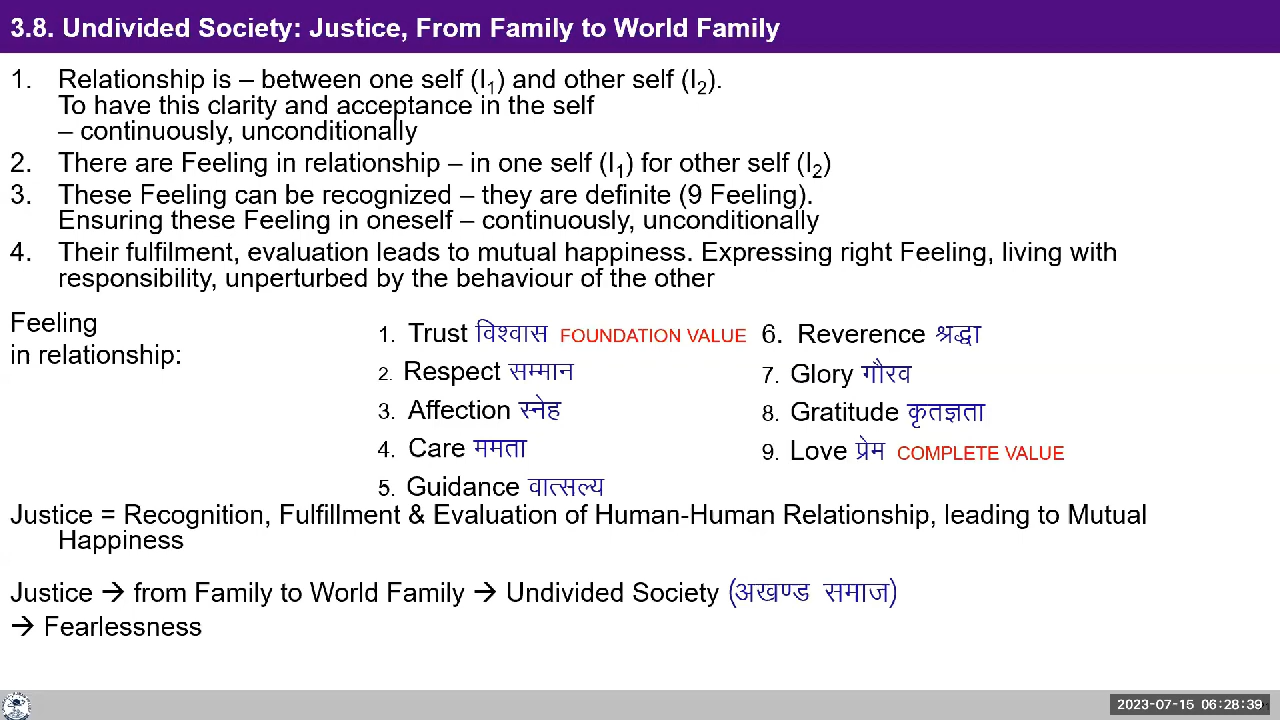 3.8. Undivided Society: Justice, From Family to World Family
1. Relationship is – between one self (I1) and other self (I2).
To have this clarity and acceptance in the self
– continuously, unconditionally
2. There are Feeling in relationship – in one self (I1) for other self (I2)
3. These Feeling can be recognized – they are definite (9 Feeling).
Ensuring these Feeling in oneself – continuously, unconditionally
4. Their fulfilment, evaluation leads to mutual happiness. Expressing right Feeling, living with
responsibility, unperturbed by the behaviour of the other
Feeling
in relationship:
1. Trust विश्वास FOUNDATION VALUE
2. Respect सम्मान
3. Affection स्नेह
4. Care ममता
5. Guidance वात्सल्य
6. Reverence श्रद्धा
7. Glory गौरव
8. Gratitude कृतज्ञता
9. Love प्रेम COMPLETE VALUE
Justice = Recognition, Fulfillment & Evaluation of Human-Human Relationship, leading to Mutual
Happiness
Justice → from Family to World Family → Undivided Society (अखण्ड समाज)
→ Fearlessness
2023-07-15 06:28:39